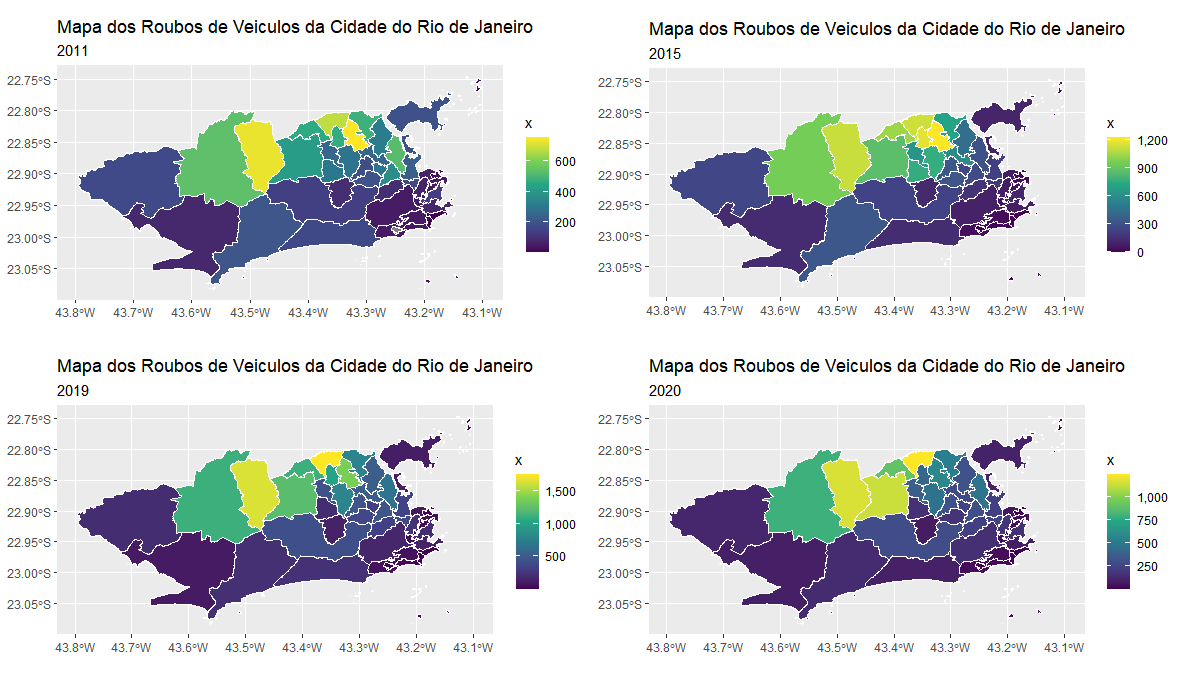 Mapa dos Roubos de Veiculos da Cidade do Rio de Janeiro
2011
22.75°S
22.80°S
22.85°S
22.90°S
22.95°S
23.00°S
23.05°S
43.8°W 43.7°W 43.6°W 43.5°W 43.4°W 43.3°W 43.2°W 43.1°W
x
600
400
200
Mapa dos Roubos de Veiculos da Cidade do Rio de Janeiro
2015
22.75°S
22.80°S
22.85°S
22.90°S
22.95°S
23.00°S
23.05°S
43.8°W 43.7°W 43.6°W 43.5°W 43.4°W 43.3°W 43.2°W 43.1°W
x
1,200
900
600
300
0
Mapa dos Roubos de Veiculos da Cidade do Rio de Janeiro
2019
22.75°S
22.80°S
22.85°S
22.90°S
22.95°S
23.00°S
23.05°S
43.8°W 43.7°W 43.6°W 43.5°W 43.4°W 43.3°W 43.2°W 43.1°W
x
1,500
1,000
500
Mapa dos Roubos de Veiculos da Cidade do Rio de Janeiro
2020
22.75°S
22.80°S
22.85°S
22.90°S
22.95°S
23.00°S
23.05°S
43.8°W 43.7°W 43.6°W 43.5°W 43.4°W 43.3°W 43.2°W 43.1°W
x
1,000
750
500
250